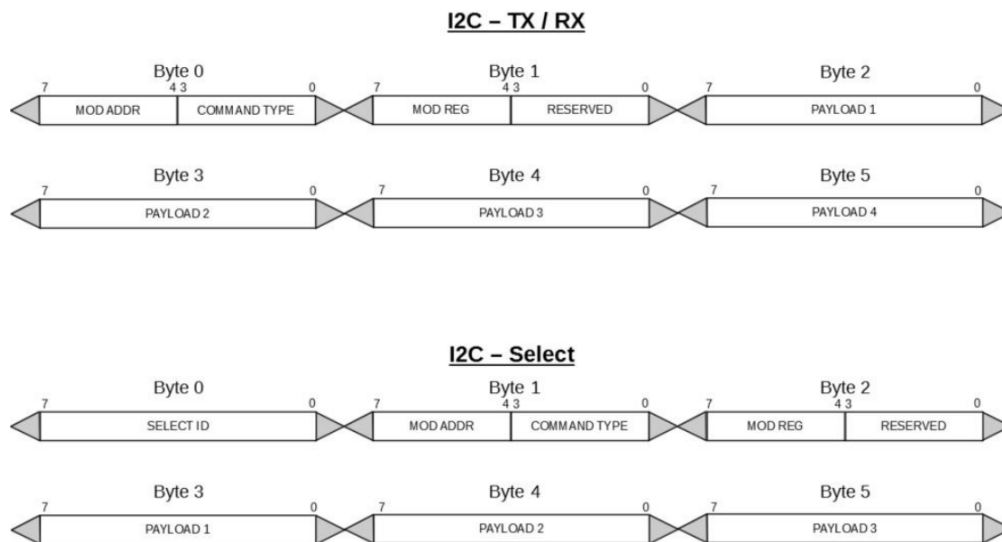 I2C – TX / RX
Byte 0 Byte 1 Byte 2
7 4 3 0 7 4 3 0 7 0
MOD ADDR COMMAND TYPE MOD REG RESERVED PAYLOAD 1
Byte 3 Byte 4 Byte 5
7 0 7 0 7 0
PAYLOAD 2 PAYLOAD 3 PAYLOAD 4
I2C – Select
Byte 0 Byte 1 Byte 2
7 0 7 4 3 0 7 4 3 0
SELECT ID MOD ADDR COMMAND TYPE MOD REG RESERVED
Byte 3 Byte 4 Byte 5
7 0 7 0 7 0
PAYLOAD 1 PAYLOAD 2 PAYLOAD 3